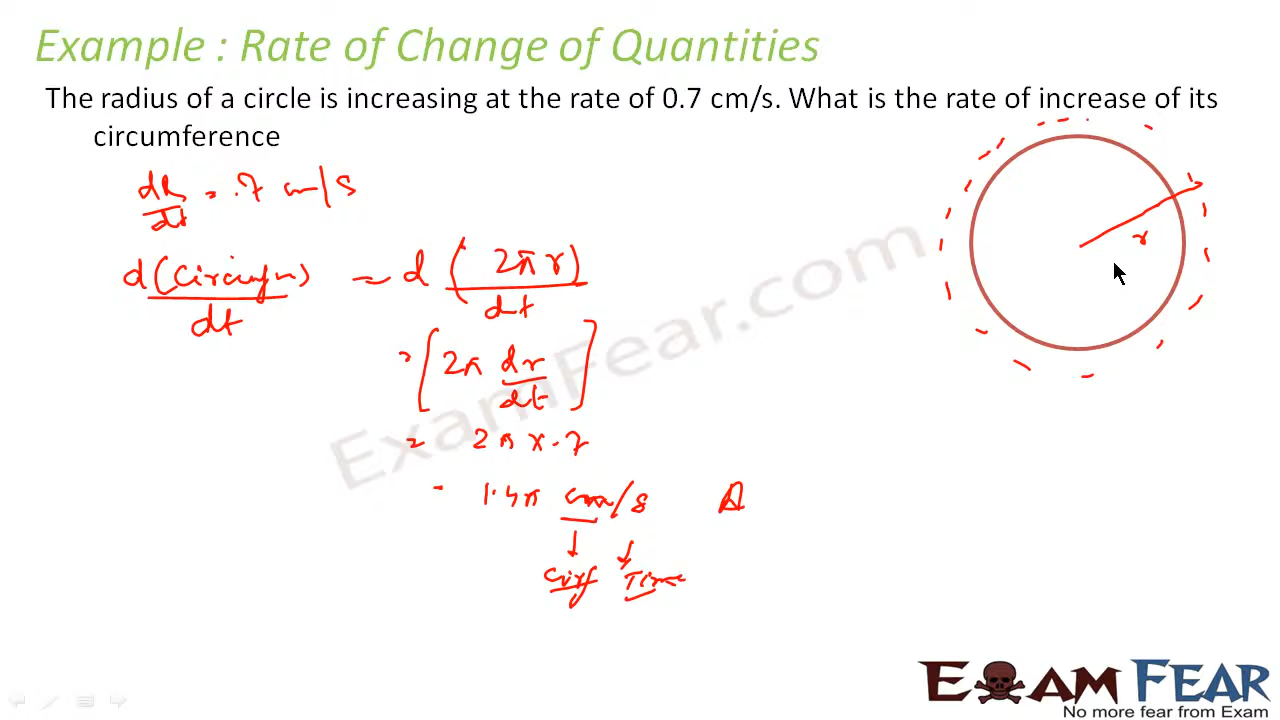 Example : Rate of Change of Quantities
The radius of a circle is increasing at the rate of 0.7 cm/s. What is the rate of increase of its
circumference
dR/dt = .7 cm/s
d(Circumfn)/dt = d(2πr)/dt
= [2π dr/dt]
= 2π x .7
= 1.4π cm/s A
Circf Time
r
ExamFear.com
EXAM FEAR
No more fear from Exam